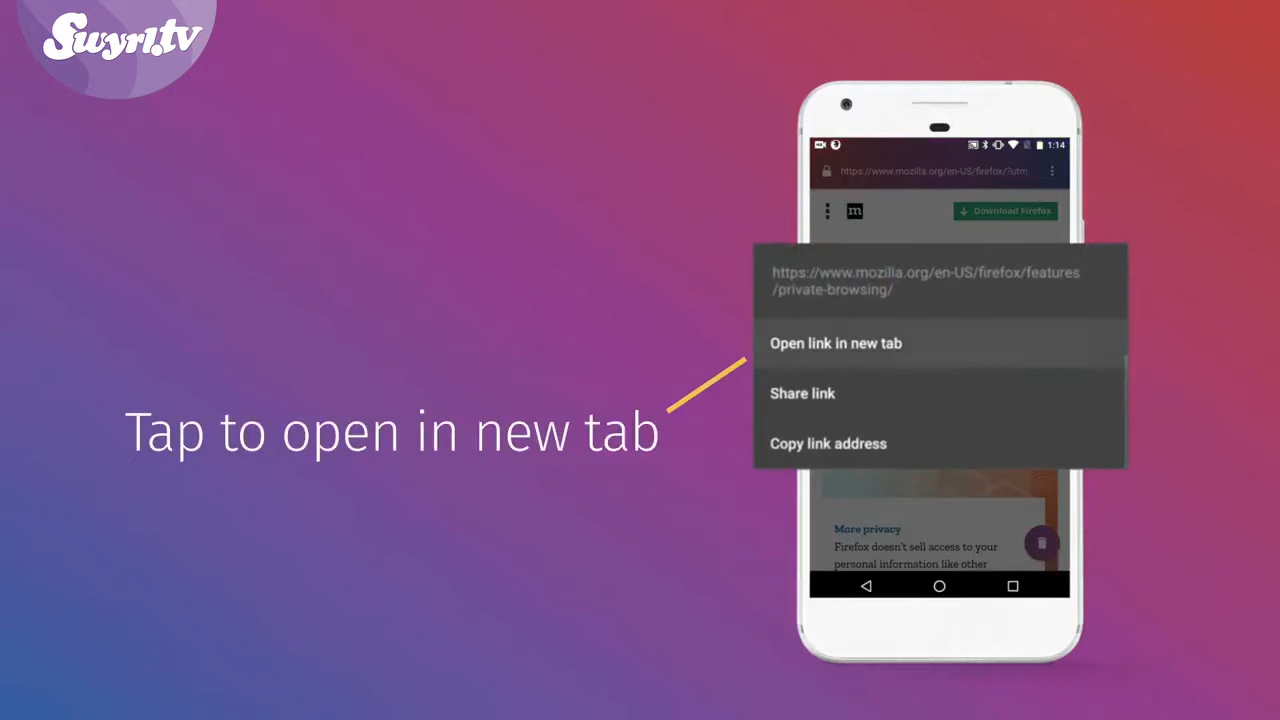 Swyrl.tv
1:14
https://www.mozilla.org/en-US/firefox/?utm
m
Download Firefox
https://www.mozilla.org/en-US/firefox/features
/private-browsing/
Open link in new tab
Share link
Copy link address
Tap to open in new tab
More privacy
Firefox doesn't sell access to your
personal information like other